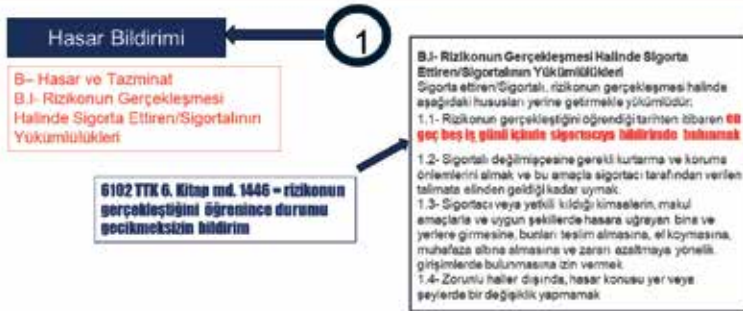 Hasar Bildirimi
1
B– Hasar ve Tazminat
B.I- Rizikonun Gerçekleşmesi
Halinde Sigorta Ettiren/Sigortalının
Yükümlülükleri
6102 TTK 6. Kitap md. 1446 – rizikonun
gerçekleştiğini öğrenince durumu
gecikmeksizin bildirim
B.I- Rizikonun Gerçekleşmesi Halinde Sigorta
Ettiren/Sigortalının Yükümlülükleri
Sigorta ettiren/Sigortalı, rizikonun gerçekleşmesi halinde
aşağıdaki hususları yerine getirmekle yükümlüdür:
1.1- Rizikonun gerçekleştiğini öğrendiği tarihten itibaren en
geç beş iş günü içinde sigortacıya bildirimde bulunmak
1.2- Sigortalı değilmişçesine gerekli kurtarma ve koruma
önlemlerini almak ve bu amaçla sigortacı tarafından verilen
talimata elinden geldiği kadar uymak.
1.3- Sigortacı veya yetkili kıldığı kimselerin, makul
amaçlarla ve uygun şekillerde hasara uğrayan bina ve
yerlere girmesine, bunları teslim almasına, el koymasına,
muhafaza altına almasına ve zararı azaltmaya yönelik
girişimlerde bulunmasına izin vermek
1.4- Zorunlu haller dışında, hasar konusu yer veya
şeylerde bir değişiklik yapmamak